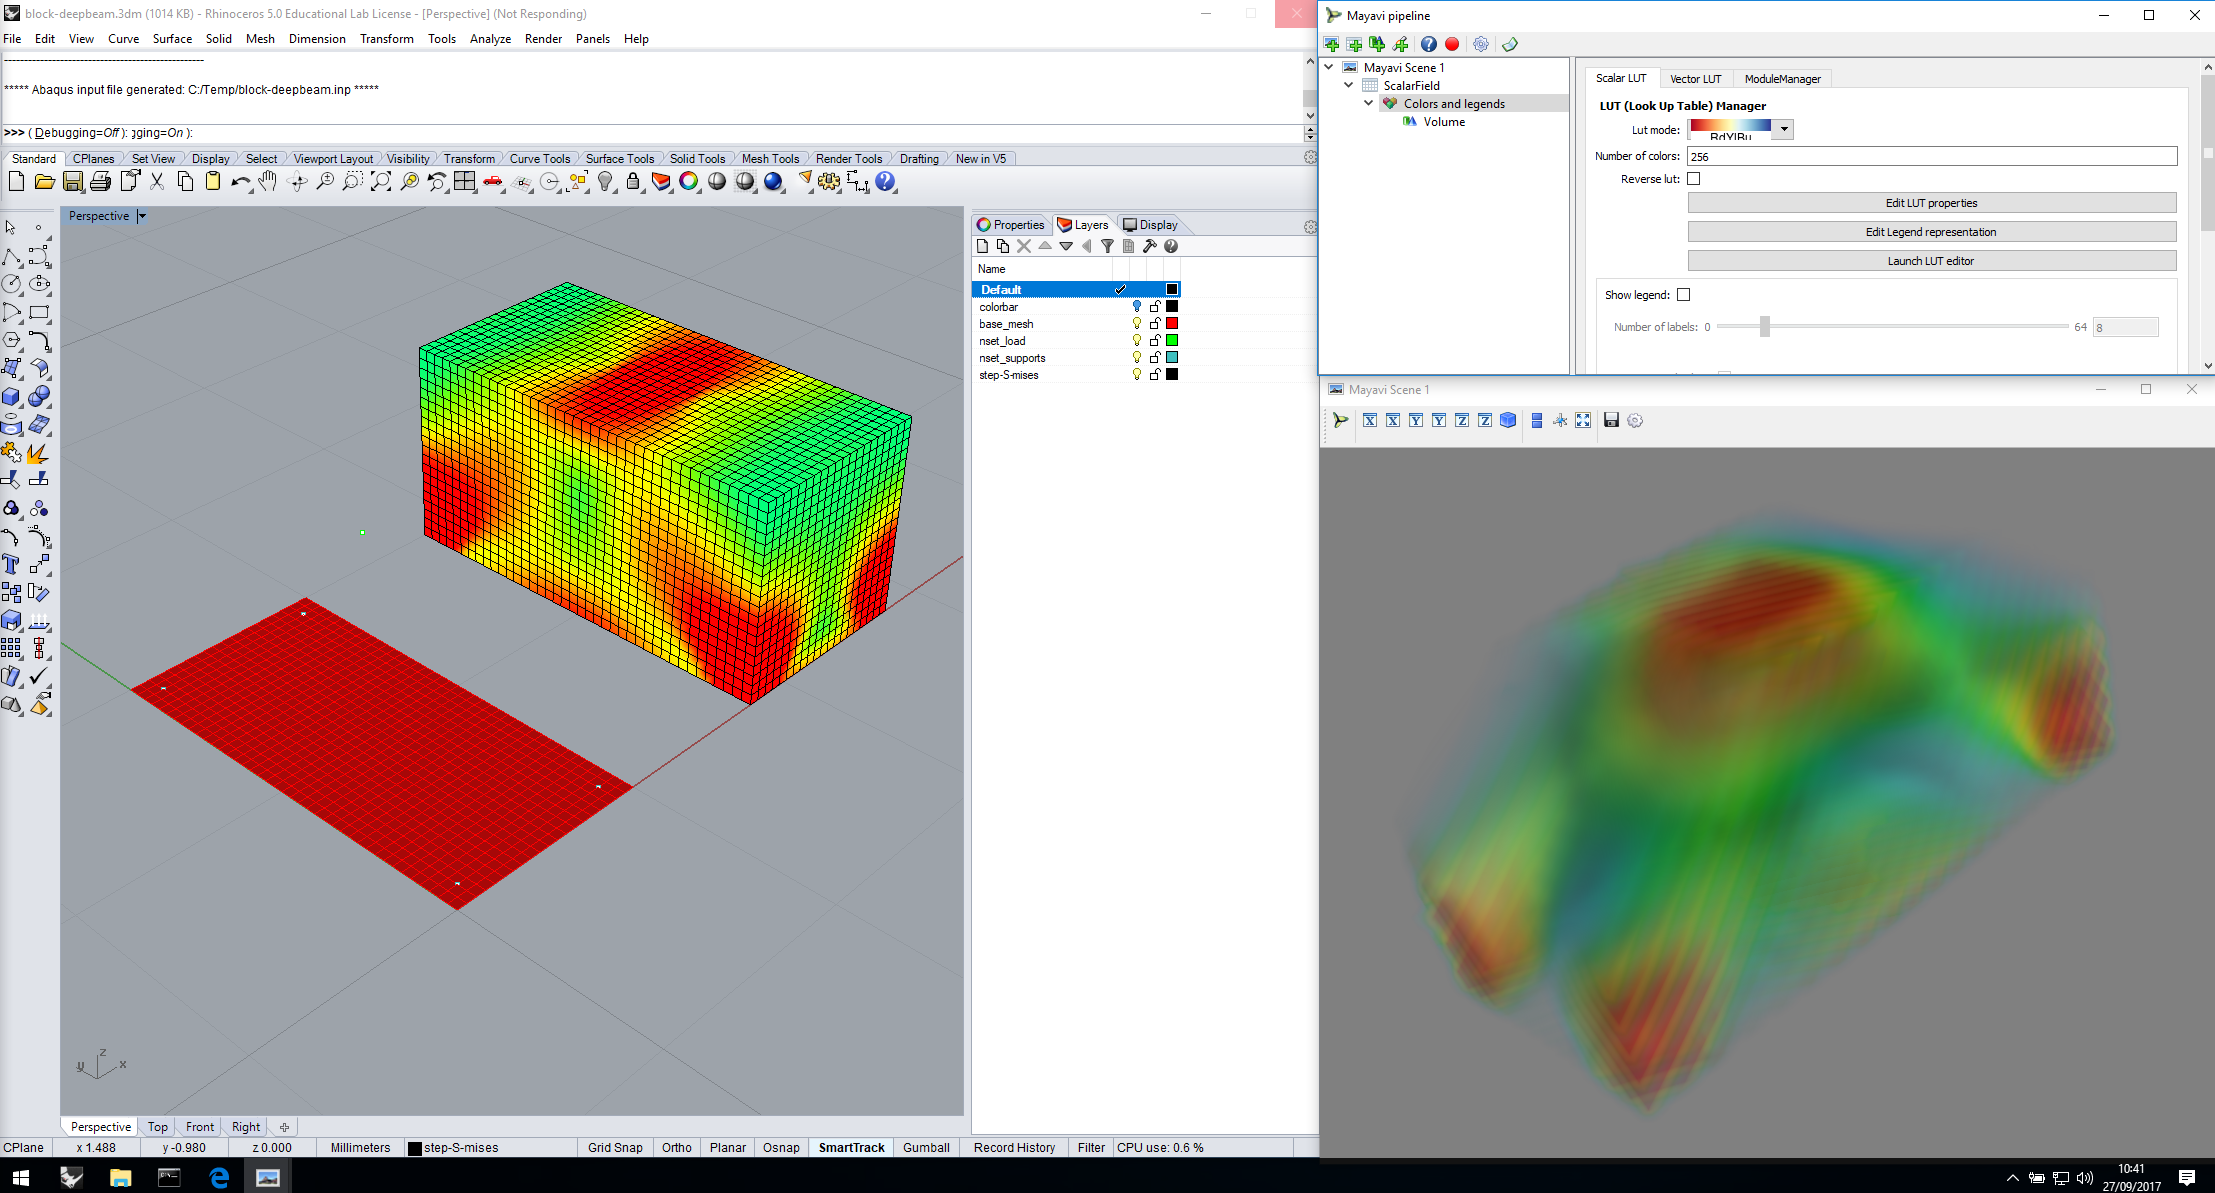 block-deepbeam.3dm (1014 KB) - Rhinoceros 5.0 Educational Lab License - [Perspective] (Not Responding)
File Edit View Curve Surface Solid Mesh Dimension Transform Tools Analyze Render Panels Help
***** Abaqus input file generated: C:/Temp/block-deepbeam.inp *****
>>> ( Debugging=Off ): gging=On ):
Standard CPlanes Set View Display Select Viewport Layout Visibility Transform Curve Tools Surface Tools Solid Tools Mesh Tools Render Tools Drafting New in V5
Perspective
z
y x
Properties Layers Display
Name
Default
colorbar
base_mesh
nset_load
nset_supports
step-S-mises
Perspective Top Front Right
CPlane x 1.488 y -0.980 z 0.000 Millimeters step-S-mises Grid Snap Ortho Planar Osnap SmartTrack Gumball Record History Filter CPU use: 0.6 %
Mayavi pipeline
Mayavi Scene 1
ScalarField
Colors and legends
Volume
Scalar LUT Vector LUT ModuleManager
LUT (Look Up Table) Manager
Lut mode: RdYlBu
Number of colors: 256
Reverse lut:
Edit LUT properties
Edit Legend representation
Launch LUT editor
Show legend:
Number of labels: 0 64 8
Mayavi Scene 1
X X Y Y Z Z
10:41
27/09/2017